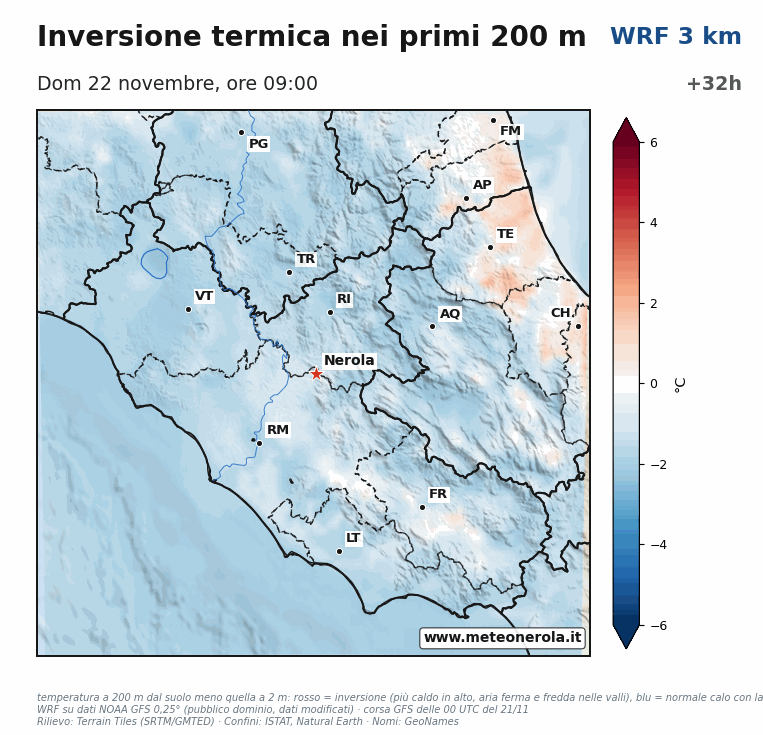 Inversione termica nei primi 200 m WRF 3 km
Dom 22 novembre, ore 09:00 +32h
FM
PG
AP
TE
TR
VT
RI
AQ
CH
Nerola
RM
FR
LT
6
4
2
0
−2
−4
−6
°C
www.meteonerola.it
temperatura a 200 m dal suolo meno quella a 2 m: rosso = inversione (più caldo in alto, aria ferma e fredda nelle valli), blu = normale calo con la
WRF su dati NOAA GFS 0,25° (pubblico dominio, dati modificati) · corsa GFS delle 00 UTC del 21/11
Rilievo: Terrain Tiles (SRTM/GMTED) · Confini: ISTAT, Natural Earth · Nomi: GeoNames